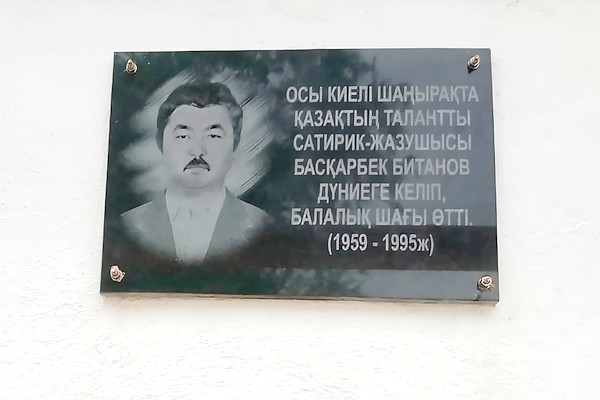 ОСЫ КИЕЛІ ШАҢЫРАҚТА
ҚАЗАҚТЫҢ ТАЛАНТТЫ
САТИРИК-ЖАЗУШЫСЫ
БАСҚАРБЕК БИТАНОВ
ДҮНИЕГЕ КЕЛІП,
БАЛАЛЫҚ ШАҒЫ ӨТТІ.
(1959 - 1995ж)